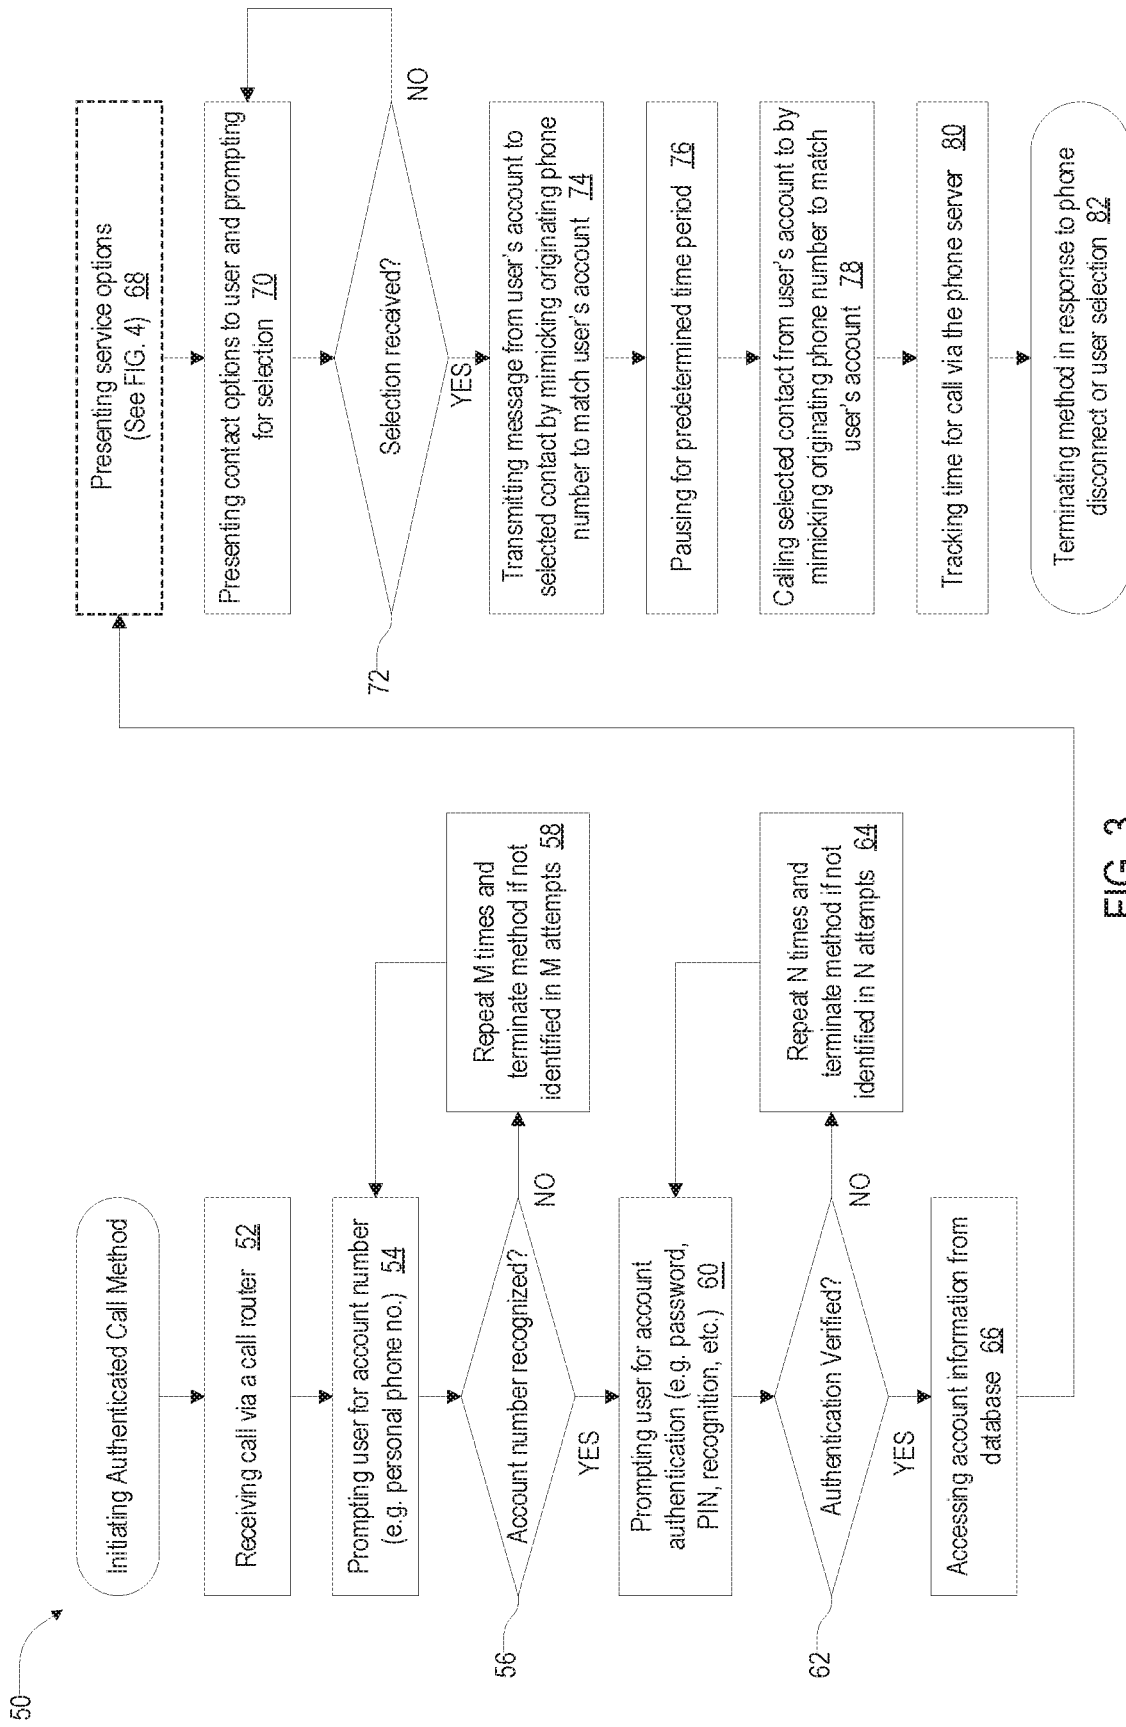 50
Initiating Authenticated Call Method
Receiving call via a call router 52
Prompting user for account number
(e.g. personal phone no.) 54
56
Account number recognized?
NO
Repeat M times and
terminate method if not
identified in M attempts 58
YES
Prompting user for account
authentication (e.g. password,
PIN, recognition, etc.) 60
62
Authentication Verified?
NO
Repeat N times and
terminate method if not
identified in N attempts 64
YES
Accessing account information from
database 66
Presenting service options
(See FIG. 4) 68
Presenting contact options to user and prompting
for selection 70
72
Selection received?
NO
YES
Transmitting message from user's account to
selected contact by mimicking originating phone
number to match user's account 74
Pausing for predetermined time period 76
Calling selected contact from user's account to by
mimicking originating phone number to match
user's account 78
Tracking time for call via the phone server 80
Terminating method in response to phone
disconnect or user selection 82
FIG. 3